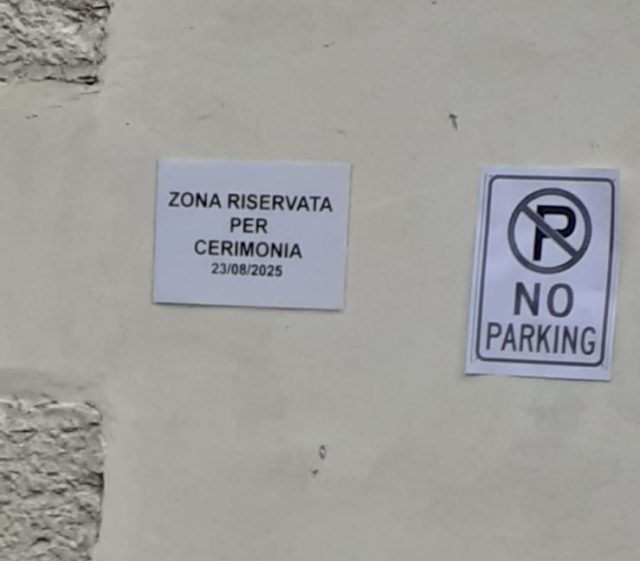 ZONA RISERVATA
PER
CERIMONIA
23/08/2025
P
NO
PARKING